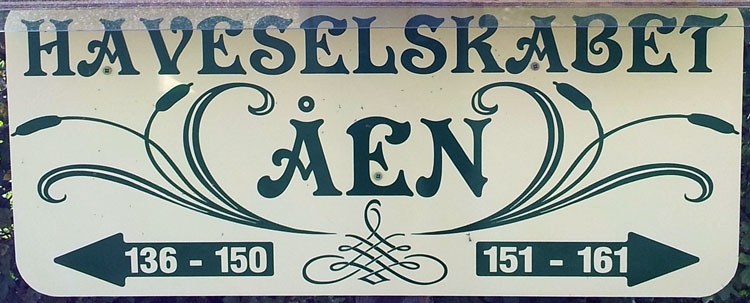 HAVESELSKABET
ÅEN
136 - 150 151 - 161